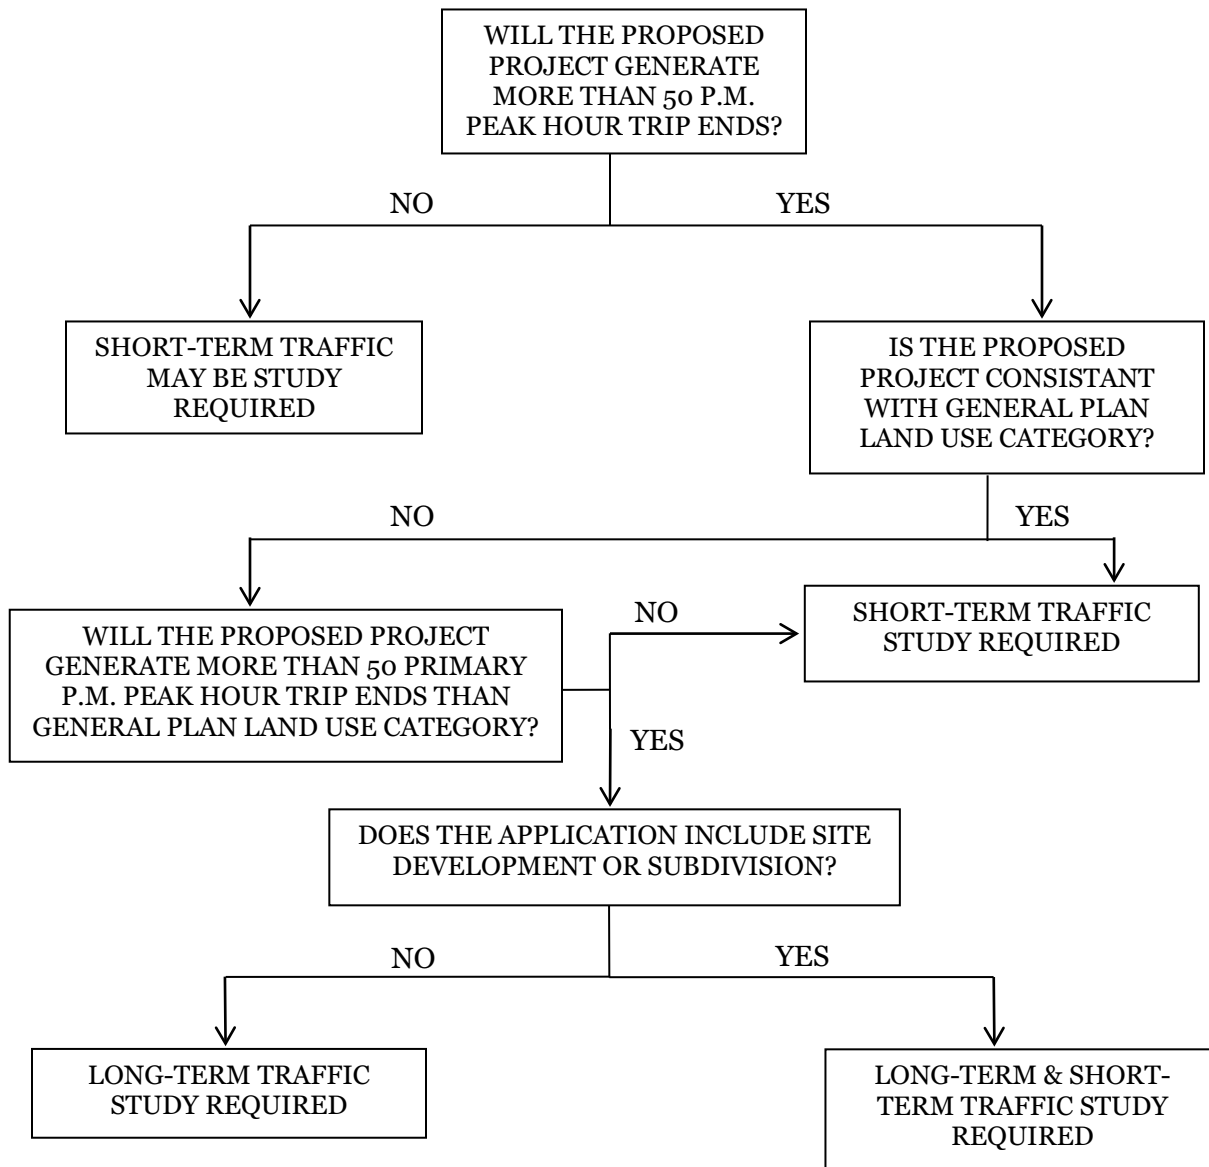 WILL THE PROPOSED
PROJECT GENERATE
MORE THAN 50 P.M.
PEAK HOUR TRIP ENDS?
NO
YES
SHORT-TERM TRAFFIC
MAY BE STUDY
REQUIRED
IS THE PROPOSED
PROJECT CONSISTANT
WITH GENERAL PLAN
LAND USE CATEGORY?
NO
YES
WILL THE PROPOSED PROJECT
GENERATE MORE THAN 50 PRIMARY
P.M. PEAK HOUR TRIP ENDS THAN
GENERAL PLAN LAND USE CATEGORY?
NO
SHORT-TERM TRAFFIC
STUDY REQUIRED
YES
DOES THE APPLICATION INCLUDE SITE
DEVELOPMENT OR SUBDIVISION?
NO
YES
LONG-TERM TRAFFIC
STUDY REQUIRED
LONG-TERM & SHORT-
TERM TRAFFIC STUDY
REQUIRED